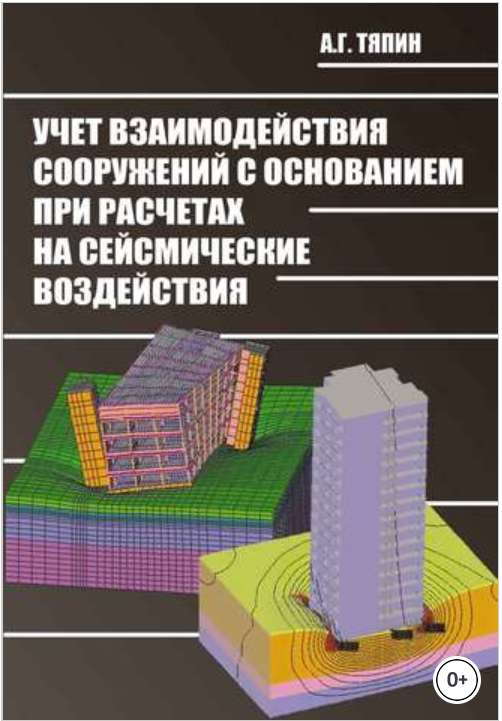 А.Г. ТЯПИН
УЧЕТ ВЗАИМОДЕЙСТВИЯ
СООРУЖЕНИЙ С ОСНОВАНИЕМ
ПРИ РАСЧЕТАХ
НА СЕЙСМИЧЕСКИЕ
ВОЗДЕЙСТВИЯ
0+